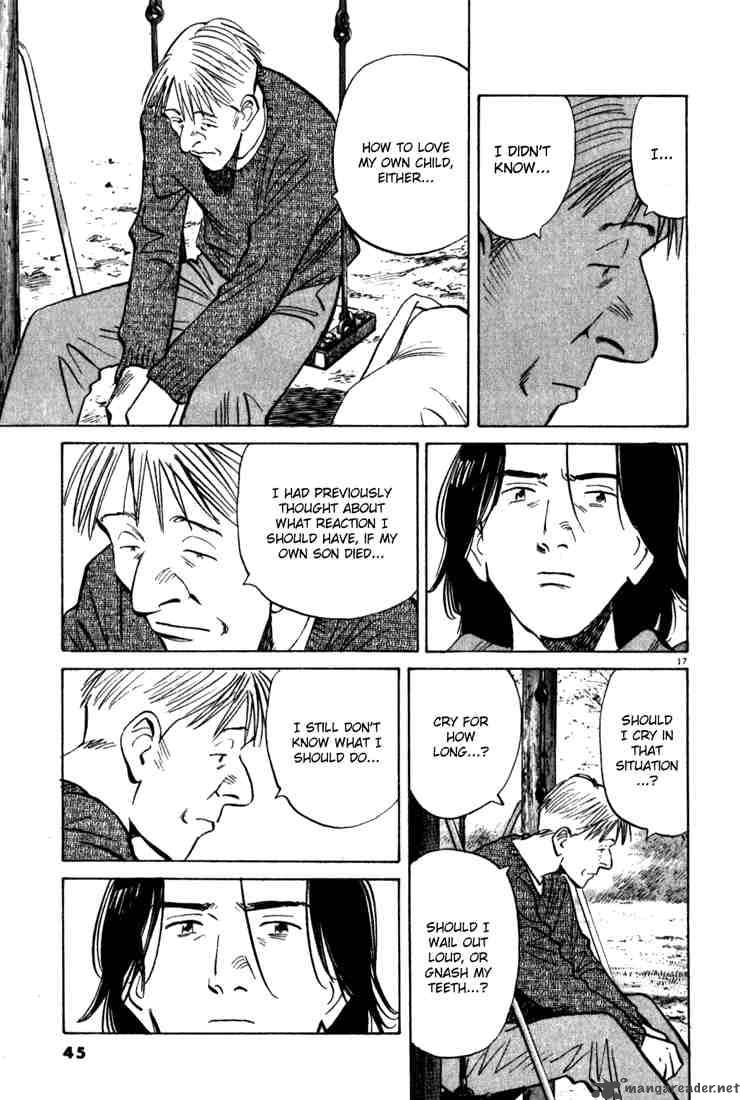 I...
I DIDN'T
KNOW...
HOW TO LOVE
MY OWN CHILD,
EITHER...
I HAD PREVIOUSLY
THOUGHT ABOUT
WHAT REACTION I
SHOULD HAVE, IF MY
OWN SON DIED...
17
SHOULD
I CRY IN
THAT
SITUATION
...?
CRY FOR
HOW
LONG...?
SHOULD I
WAIL OUT
LOUD, OR
GNASH MY
TEETH...?
I STILL DON'T
KNOW WHAT I
SHOULD DO...
45
mangareader.net